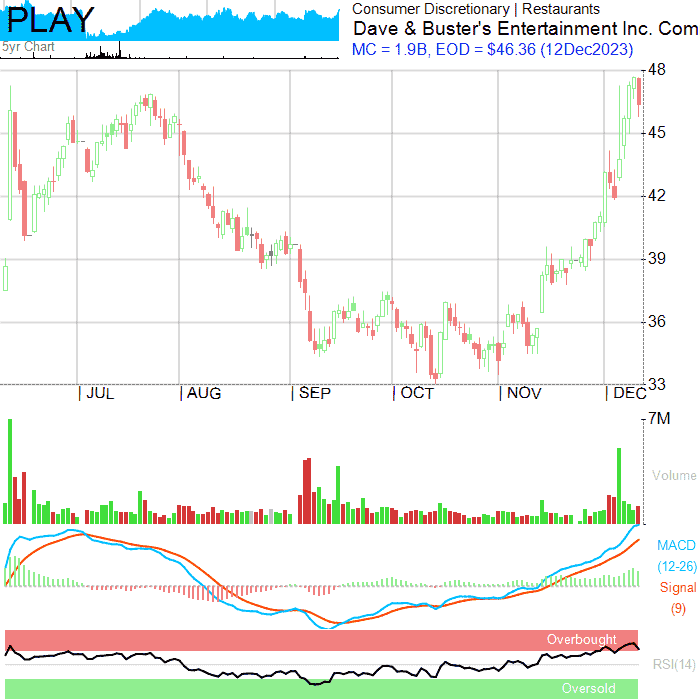 PLAY
5yr Chart
Consumer Discretionary | Restaurants
Dave & Buster's Entertainment Inc. Com
MC = 1.9B, EOD = $46.36 (12Dec2023)
48
45
42
39
36
33
JUL AUG SEP OCT NOV DEC
7M
Volume
MACD
(12-26)
Signal
(9)
Overbought
RSI(14)
Oversold